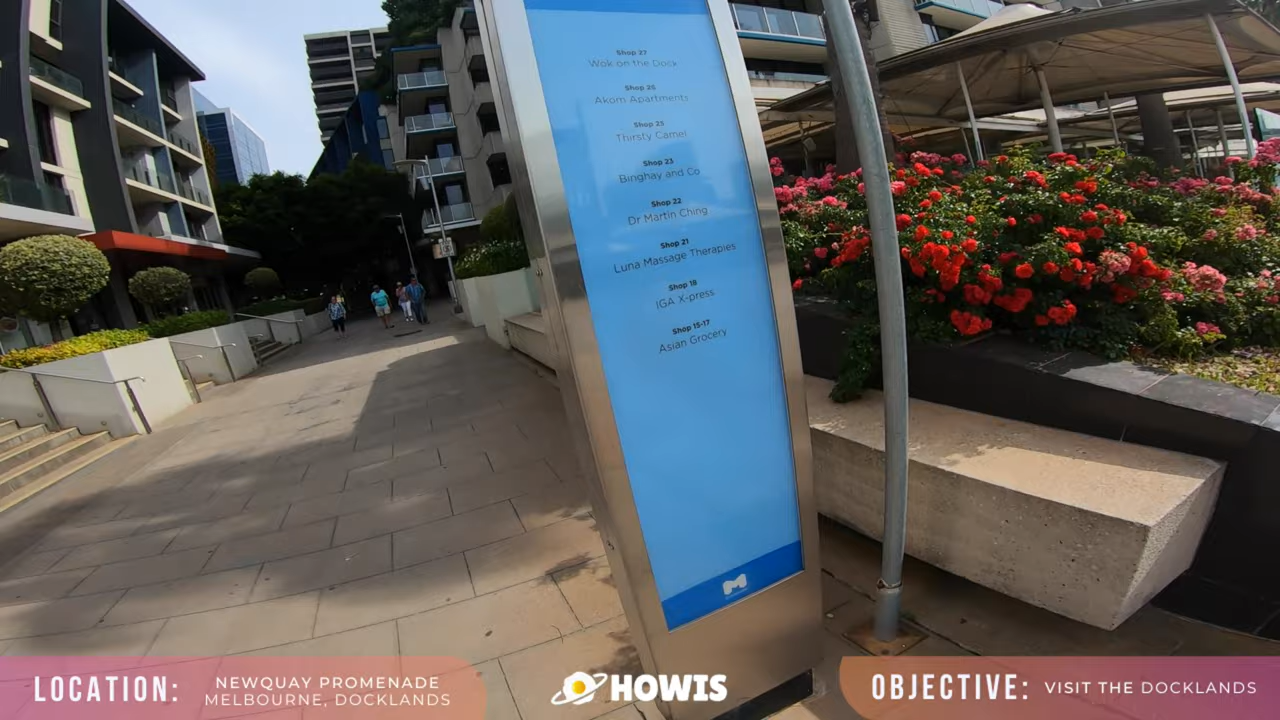 Shop 27
Wok on the Dock
Shop 26
Akom Apartments
Shop 25
Thirsty Camel
Shop 23
Binghay and Co
Shop 22
Dr Martin Ching
Shop 21
Luna Massage Therapies
Shop 18
IGA X-press
Shop 15-17
Asian Grocery
LOCATION:
NEWQUAY PROMENADE
MELBOURNE, DOCKLANDS
HOWIS
OBJECTIVE:
VISIT THE DOCKLANDS